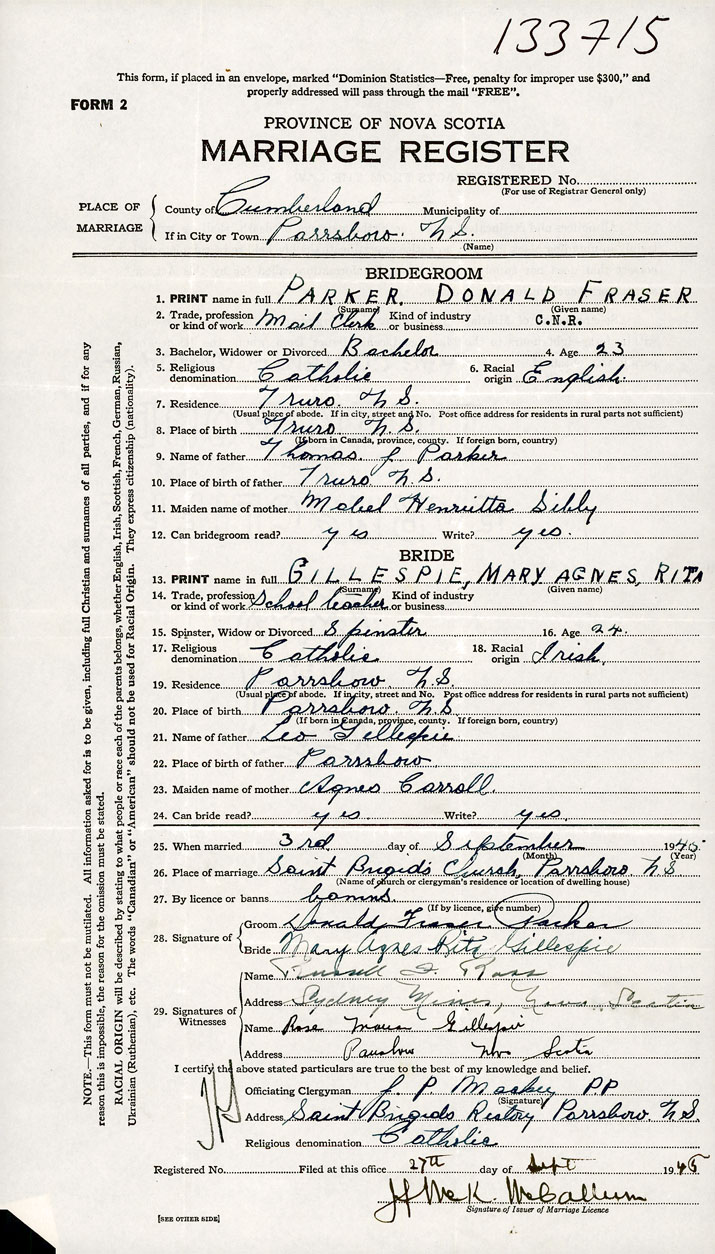 133715
This form, if placed in an envelope, marked “Dominion Statistics—Free, penalty for improper use $300,” and
properly addressed will pass through the mail “FREE”.
FORM 2
PROVINCE OF NOVA SCOTIA
MARRIAGE REGISTER
REGISTERED No.
(For use of Registrar General only)
PLACE OF MARRIAGE
County of Cumberland Municipality of
If in City or Town Parrsboro. N.S.
(Name)
BRIDEGROOM
1. PRINT name in full PARKER. DONALD FRASER
(Surname) (Given name)
2. Trade, profession or kind of work Mail Clerk Kind of industry or business C.N.R.
3. Bachelor, Widower or Divorced Bachelor 4. Age 23
5. Religious denomination Catholic 6. Racial origin English
7. Residence Truro. N.S.
(Usual place of abode. If in city, street and No. Post office address for residents in rural parts not sufficient)
8. Place of birth Truro N.S.
(If born in Canada, province, county. If foreign born, country)
9. Name of father Thomas J Parker
10. Place of birth of father Truro N.S.
11. Maiden name of mother Mabel Henrietta Sibly
12. Can bridegroom read? yes Write? yes.
BRIDE
13. PRINT name in full GILLESPIE, MARY AGNES, RITA
(Surname) (Given name)
14. Trade, profession or kind of work School teacher Kind of industry or business
15. Spinster, Widow or Divorced Spinster 16. Age 24.
17. Religious denomination Catholic 18. Racial origin Irish.
19. Residence Parrsboro. N.S.
(Usual place of abode. If in city, street and No. Post office address for residents in rural parts not sufficient)
20. Place of birth Parrsboro. N.S
(If born in Canada, province, county. If foreign born, country)
21. Name of father Leo Gillespie
22. Place of birth of father Parrsboro
23. Maiden name of mother Agnes Carroll.
24. Can bride read? yes. Write? yes.
25. When married 3rd day of September 1945
(Month) (Year)
26. Place of marriage Saint Brigid's Church, Parrsboro. N.S
(Name of church or clergyman's residence or location of dwelling house)
27. By licence or banns banns.
(If by licence, give number)
28. Signature of
Groom Donald Fraser Parker
Bride Mary Agnes Rita Gillespie
29. Signatures of Witnesses
Name Russell Ross
Address Sydney Mines, Nova Scotia
Name Rose Marie Gillespie
Address Parrsboro Nova Scotia
I certify the above stated particulars are true to the best of my knowledge and belief.
Officiating Clergyman J. P. Mackey P.P
(Signature)
Address Saint Brigids Rectory Parrsboro. N.S.
Religious denomination Catholic
Registered No. Filed at this office 27th day of Sept 1945
Signature of Issuer of Marriage Licence
[SEE OTHER SIDE]
NOTE.—This form must not be mutilated. All information asked for is to be given, including full Christian and surnames of all parties, and if for any
reason this is impossible, the reason for the omission must be stated.
RACIAL ORIGIN will be described by stating to what people or race each of the parents belongs, whether English, Irish, Scottish, French, German, Russian,
Ukrainian (Ruthenian), etc. The words “Canadian” or “American” should not be used for Racial Origin. They express citizenship (nationality).